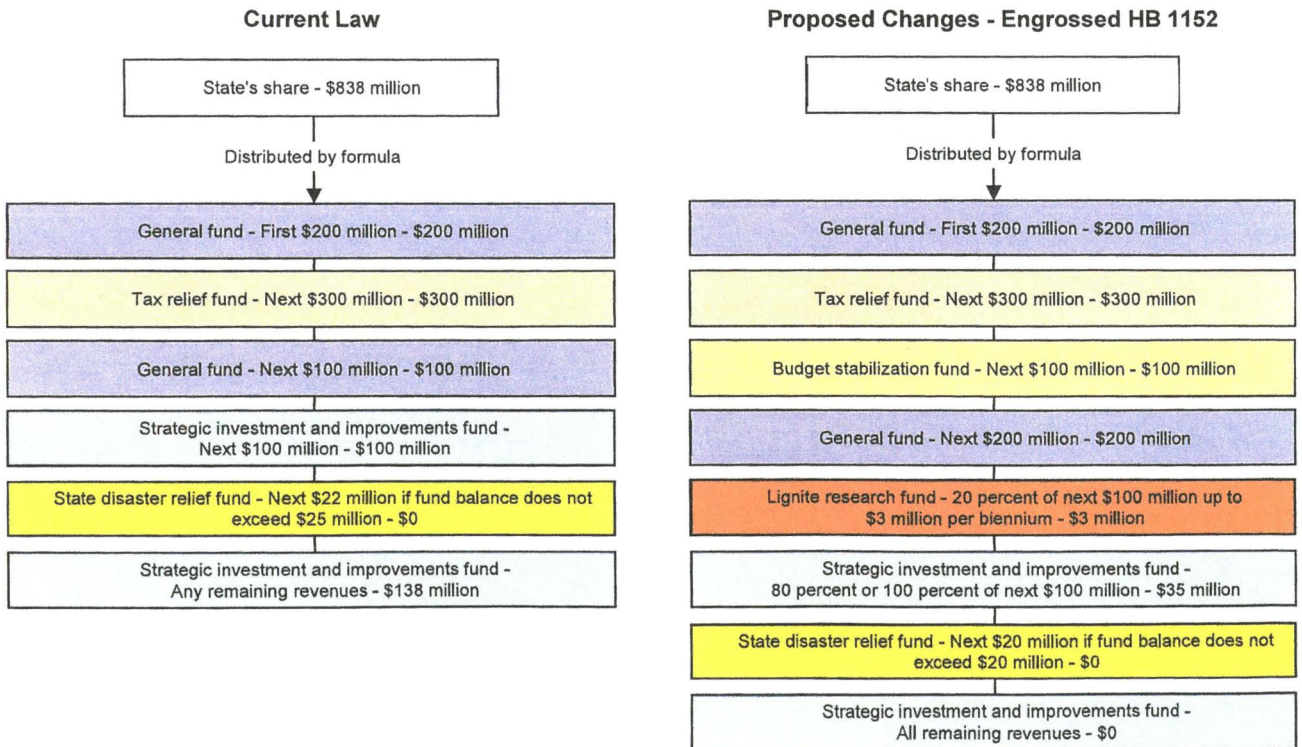 Current Law
State's share - $838 million
Distributed by formula
General fund - First $200 million - $200 million
Tax relief fund - Next $300 million - $300 million
General fund - Next $100 million - $100 million
Strategic investment and improvements fund -
Next $100 million - $100 million
State disaster relief fund - Next $22 million if fund balance does not
exceed $25 million - $0
Strategic investment and improvements fund -
Any remaining revenues - $138 million
Proposed Changes - Engrossed HB 1152
State's share - $838 million
Distributed by formula
General fund - First $200 million - $200 million
Tax relief fund - Next $300 million - $300 million
Budget stabilization fund - Next $100 million - $100 million
General fund - Next $200 million - $200 million
Lignite research fund - 20 percent of next $100 million up to
$3 million per biennium - $3 million
Strategic investment and improvements fund -
80 percent or 100 percent of next $100 million - $35 million
State disaster relief fund - Next $20 million if fund balance does not
exceed $20 million - $0
Strategic investment and improvements fund -
All remaining revenues - $0